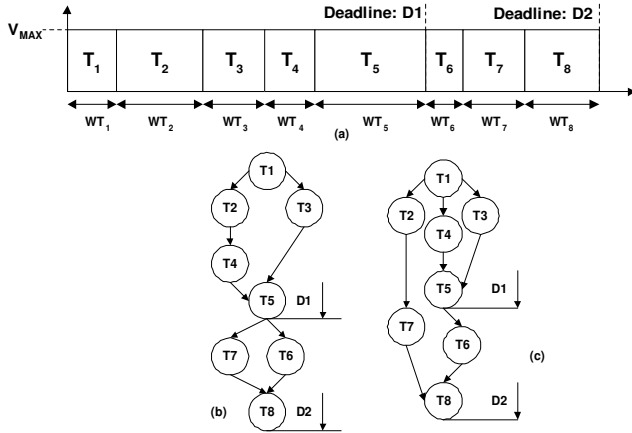 Deadline: D1 Deadline: D2
V MAX
T1 T2 T3 T4 T5 T6 T7 T8
WT1 WT2 WT3 WT4 WT5 WT6 WT7 WT8
(a)
T1
T2 T3
T4
T5 D1
T7 T6
(b) T8 D2
T1
T2 T3
T4
T5 D1
T7 T6
(c)
T8 D2